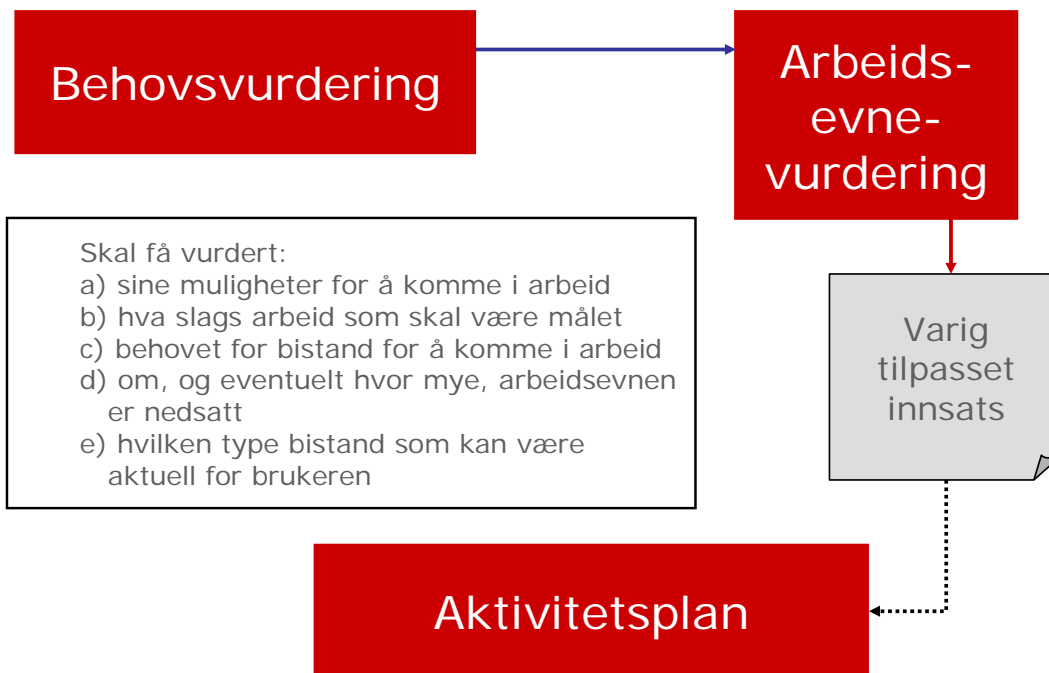 Behovsvurdering
Arbeids-
evne-
vurdering
Skal få vurdert:
a) sine muligheter for å komme i arbeid
b) hva slags arbeid som skal være målet
c) behovet for bistand for å komme i arbeid
d) om, og eventuelt hvor mye, arbeidsevnen
er nedsatt
e) hvilken type bistand som kan være
aktuell for brukeren
Varig
tilpasset
innsats
Aktivitetsplan